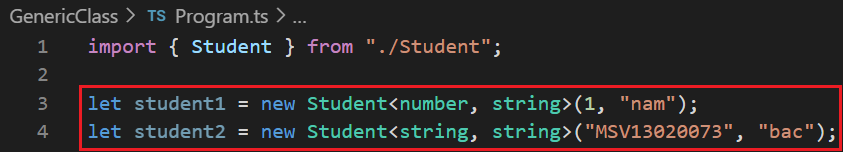 GenericClass > TS Program.ts > ...
1 import { Student } from "./Student";
2
3 let student1 = new Student<number, string>(1, "nam");
4 let student2 = new Student<string, string>("MSV13020073", "bac");